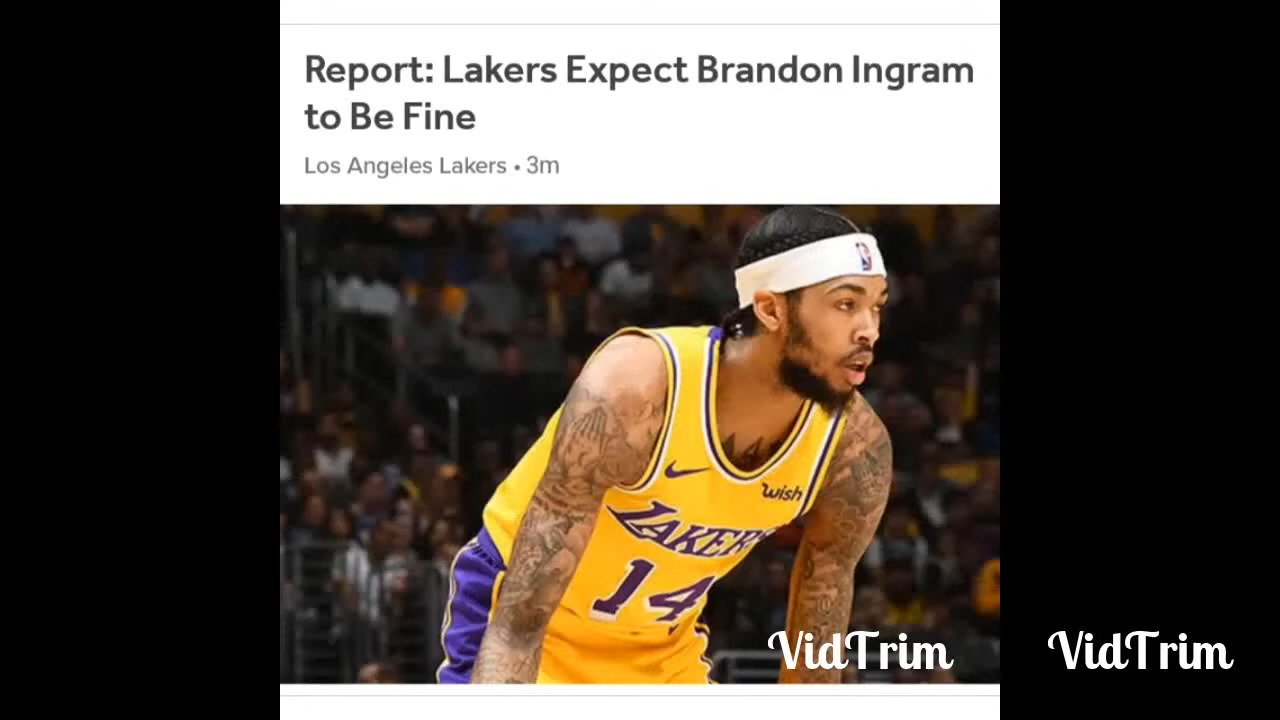 Report: Lakers Expect Brandon Ingram
to Be Fine
Los Angeles Lakers • 3m
wish
LAKERS
14
VidTrim
VidTrim